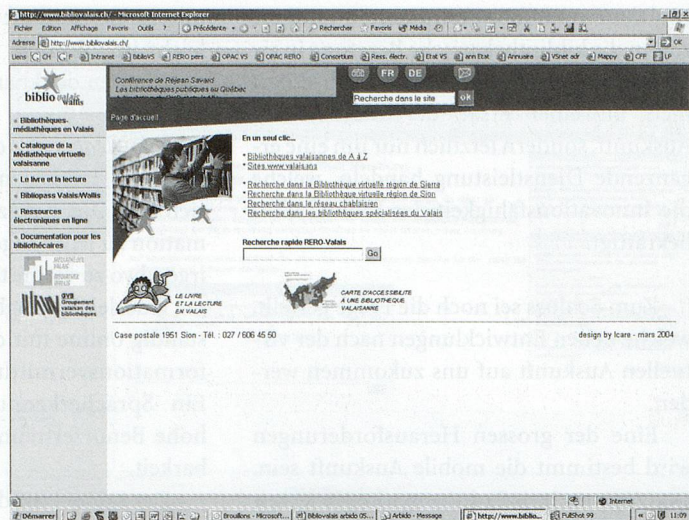 http://www.bibliovalais.ch/ - Microsoft Internet Explorer
Fichier Edition Affichage Favoris Outils ?
Précédente Rechercher Favoris Média
Adresse http://www.bibliovalais.ch/ OK
Liens CH GF Intranet BiblioVS RERO pers OPAC VS OPAC RERO Consortium Ress. électr. Etat VS ann Etat Annuaire VSnet adr Mappy CFF LP
biblio valais
wallis
Conférence de Réjean Savard
Les bibliothèques publiques au Québec
FR DE
Recherche dans le site ok
Page d'accueil
« Bibliothèques-
médiathèques en Valais
« Catalogue de la
Médiathèque virtuelle
valaisanne
« Le livre et la lecture
« Bibliopass Valais/Wallis
« Ressources
électroniques en ligne
« Documentation pour les
bibliothécaires
gvb
Groupement
valaisan des
bibliothèques
En un seul clic...
* Bibliothèques valaisannes de A à Z
* Sites www.valais.ins
* Recherche dans la Bibliothèque virtuelle région de Sierre
* Recherche dans la Bibliothèque virtuelle région de Sion
* Recherche dans le réseau chablaisien
* Recherche dans les bibliothèques spécialisées du Valais
Recherche rapide RERO-Valais
Go
LE LIVRE
ET LA LECTURE
EN VALAIS
CARTE D'ACCESSIBILITE
A UNE BIBLIOTHEQUE
VALAISANNE
Case postale 1951 Sion - Tél. : 027 / 606 45 50
design by Icare - mars 2004
Internet
Démarrer Brouillons - Microsoft... Bibliovalais arbido 05... Arbido - Message http://www.biblio... FullShot 99 11:09